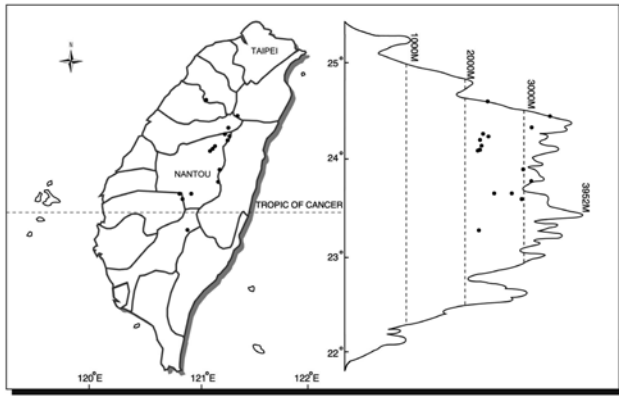 N
TAIPEI
NANTOU
TROPIC OF CANCER
120°E
121°E
122°E
25°
24°
23°
22°
1000M
2000M
3000M
3952M